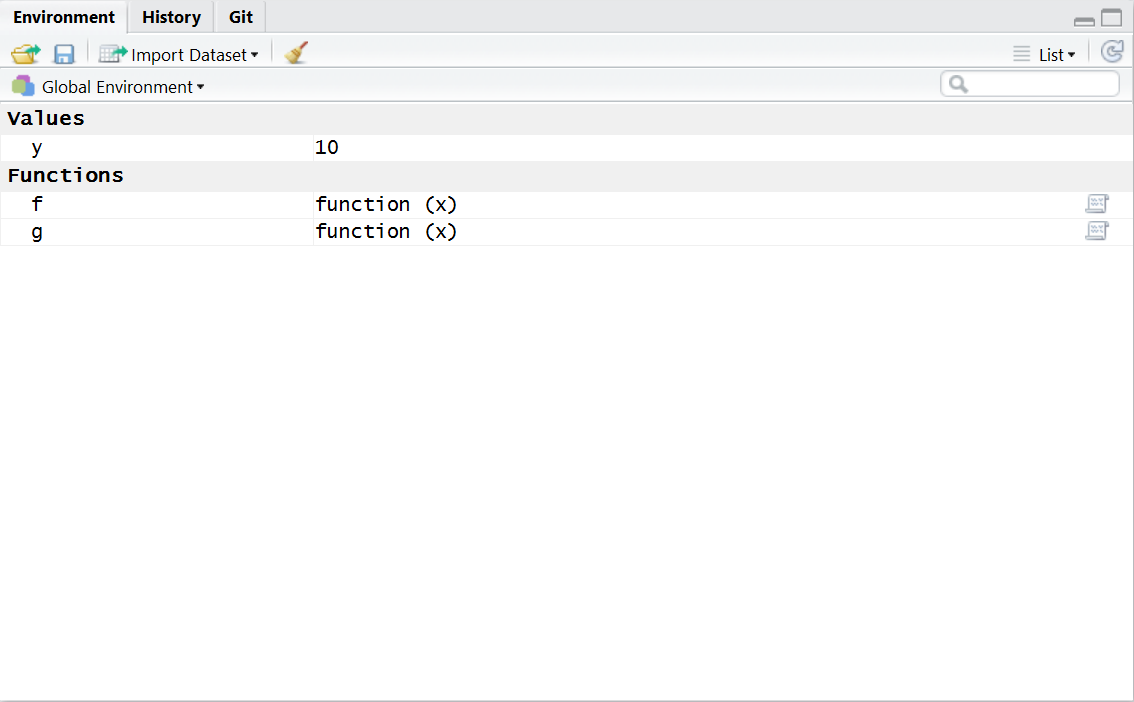 Environment History Git
Import Dataset List
Global Environment
Values
y 10
Functions
f function (x)
g function (x)